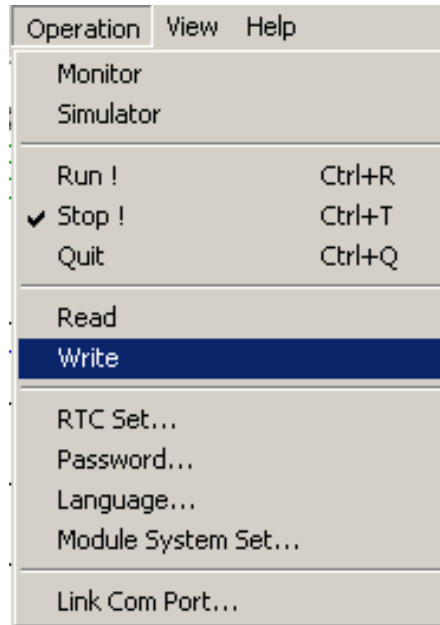 Operation View Help
Monitor
Simulator
Run ! Ctrl+R
Stop ! Ctrl+T
Quit Ctrl+Q
Read
Write
RTC Set...
Password...
Language...
Module System Set...
Link Com Port...